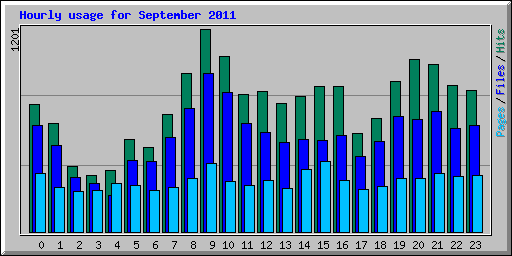 Hourly usage for September 2011
1201
Pages / Files / Hits
0 1 2 3 4 5 6 7 8 9 10 11 12 13 14 15 16 17 18 19 20 21 22 23